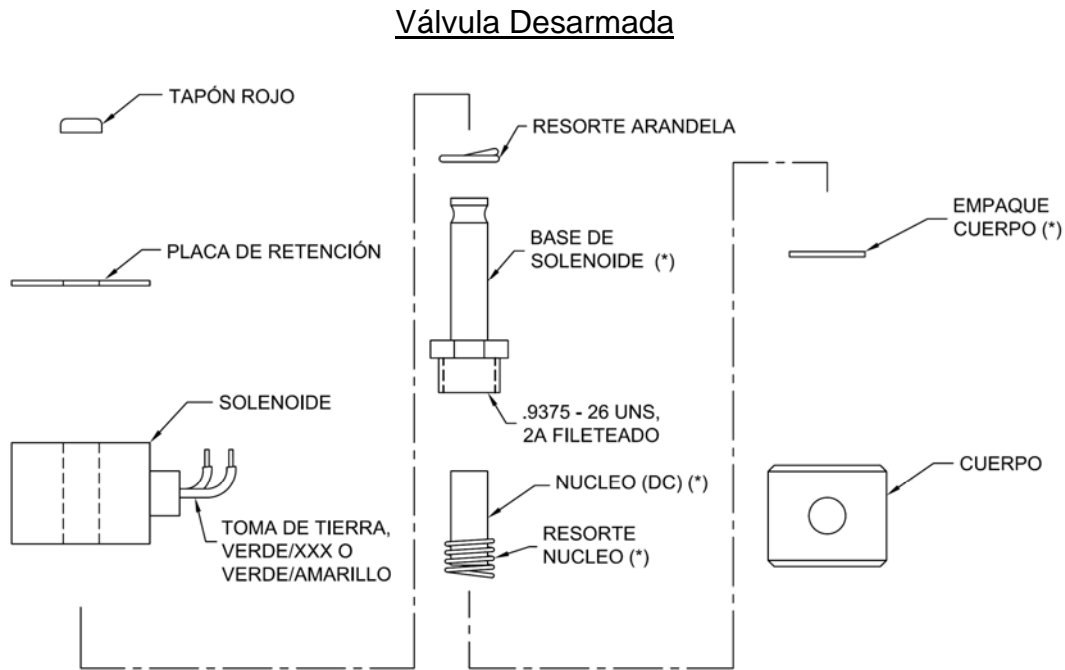 Válvula Desarmada
TAPÓN ROJO
PLACA DE RETENCIÓN
SOLENOIDE
TOMA DE TIERRA,
VERDE/XXX O
VERDE/AMARILLO
RESORTE ARANDELA
BASE DE
SOLENOIDE (*)
.9375 - 26 UNS,
2A FILETEADO
NUCLEO (DC) (*)
RESORTE
NUCLEO (*)
EMPAQUE
CUERPO (*)
CUERPO